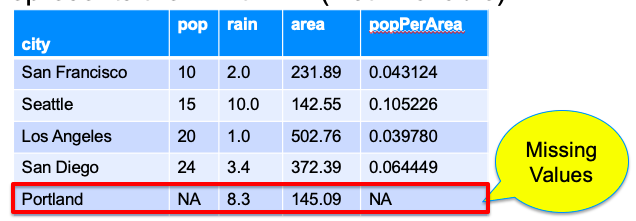 city pop rain area popPerArea
San Francisco 10 2.0 231.89 0.043124
Seattle 15 10.0 142.55 0.105226
Los Angeles 20 1.0 502.76 0.039780
San Diego 24 3.4 372.39 0.064449
Portland NA 8.3 145.09 NA
Missing
Values